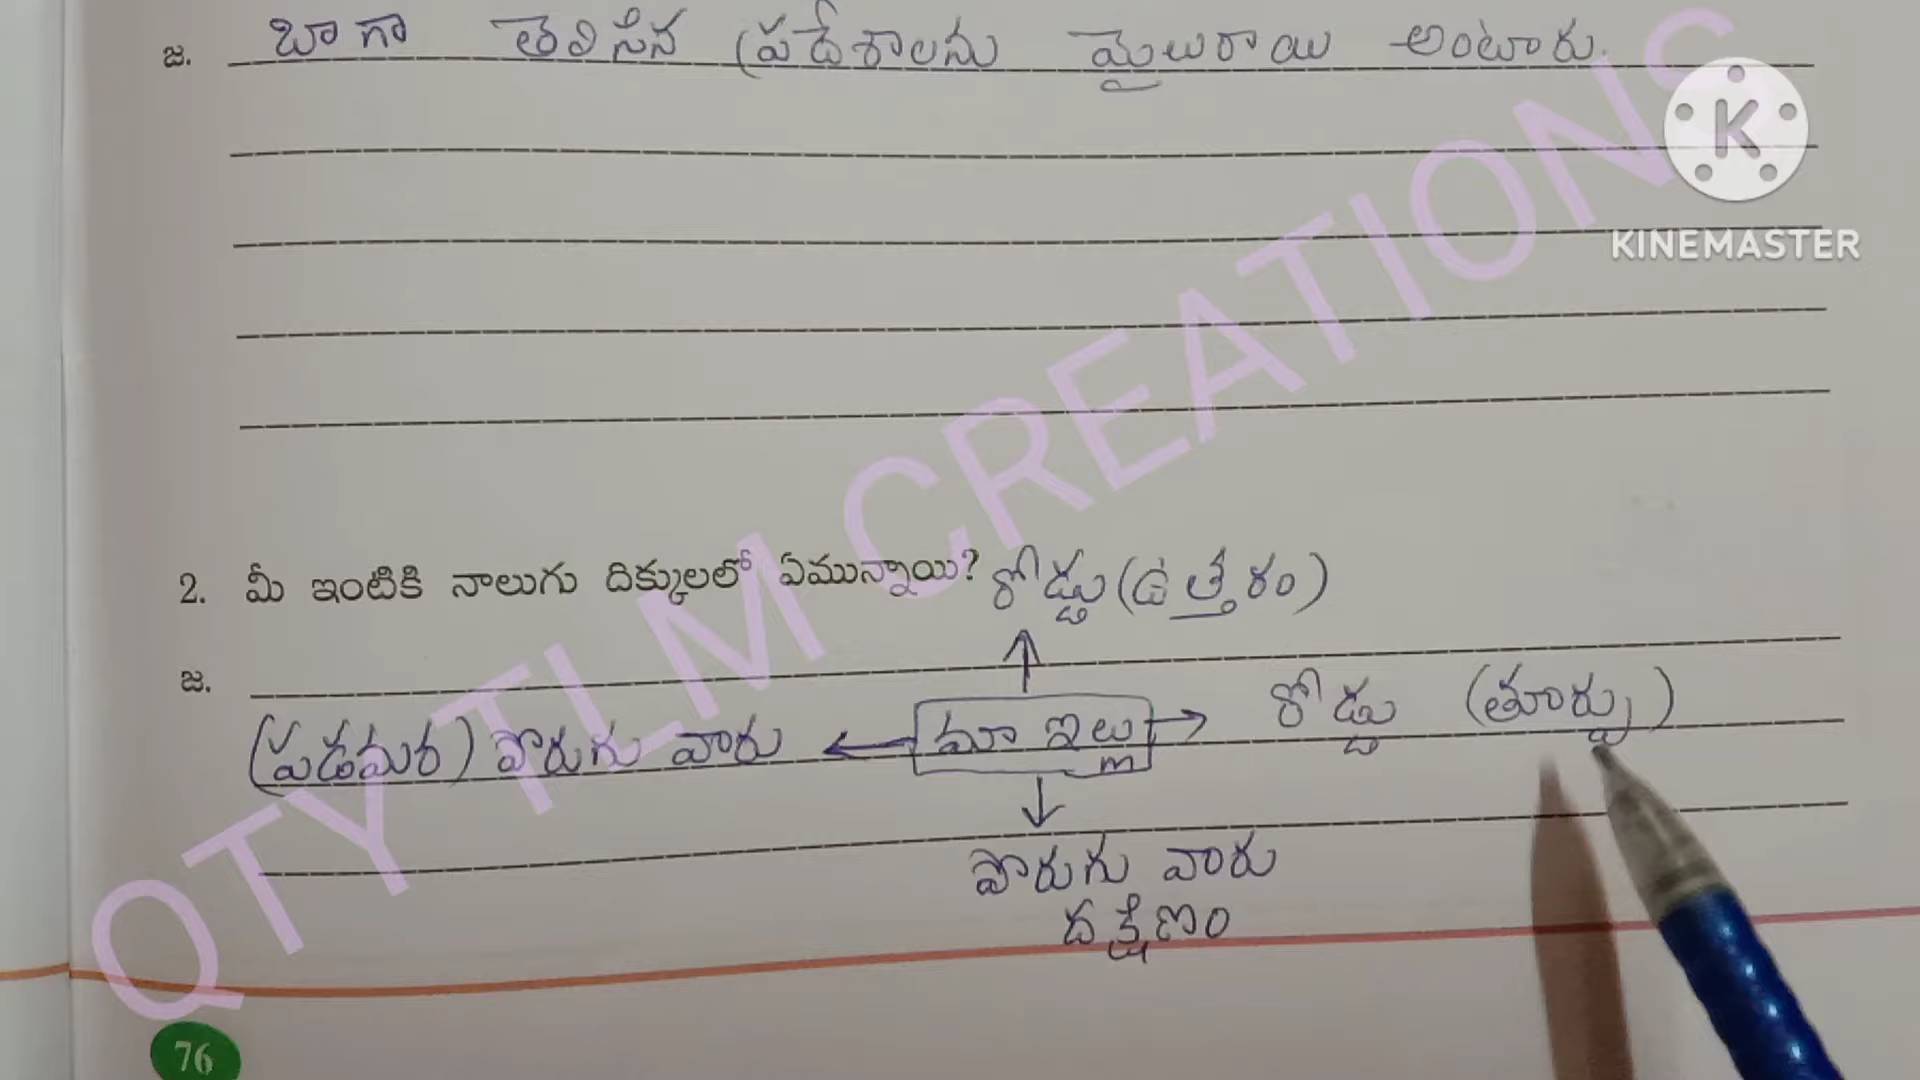 జ. బాగా తెలిసిన ప్రదేశాలను మైలురాయి అంటారు.
K
KINEMASTER
QTY TLM CREATIONS
2. మీ ఇంటికి నాలుగు దిక్కులలో ఏమున్నాయి? రోడ్డు (ఉత్తరం)
జ.
(పడమర) పొరుగు వారు ← మా ఇల్లు → రోడ్డు (తూర్పు)
పొరుగు వారు
దక్షిణం
76